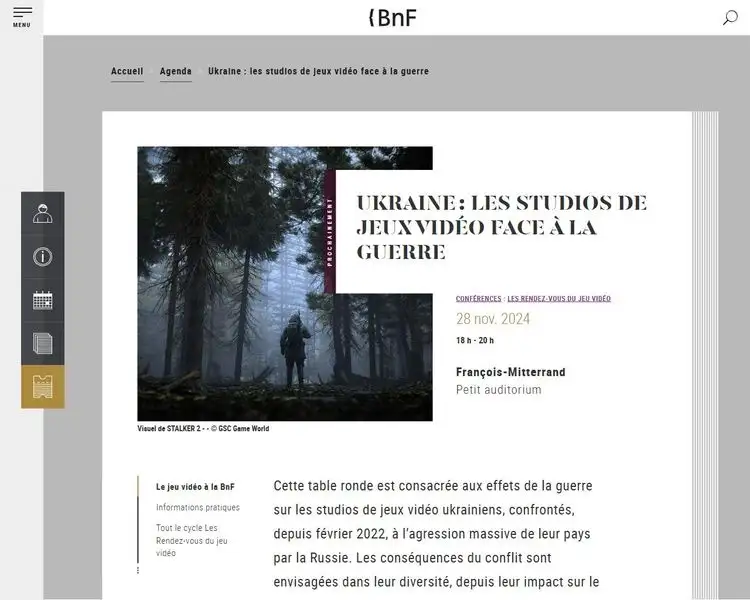 MENU
{BnF
Accueil Agenda Ukraine : les studios de jeux vidéo face à la guerre
PROCHAINEMENT
UKRAINE : LES STUDIOS DE
JEUX VIDÉO FACE À LA
GUERRE
CONFÉRENCES : LES RENDEZ-VOUS DU JEU VIDÉO
28 nov. 2024
18 h - 20 h
François-Mitterrand
Petit auditorium
Visuel de STALKER 2 - - © GSC Game World
Le jeu vidéo à la BnF
Informations pratiques
Tout le cycle Les
Rendez-vous du jeu
vidéo
Cette table ronde est consacrée aux effets de la guerre
sur les studios de jeux vidéo ukrainiens, confrontés,
depuis février 2022, à l’agression massive de leur pays
par la Russie. Les conséquences du conflit sont
envisagées dans leur diversité, depuis leur impact sur le